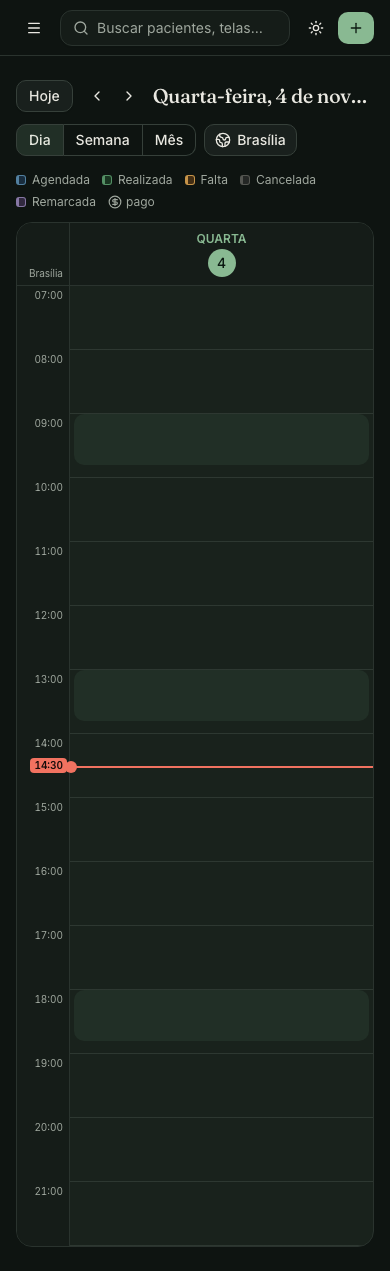 Buscar pacientes, telas...
Hoje
Quarta-feira, 4 de nov...
Dia Semana Mês Brasília
Agendada Realizada Falta Cancelada
Remarcada pago
QUARTA
4
Brasília
07:00
08:00
09:00
10:00
11:00
12:00
13:00
14:00
14:30
15:00
16:00
17:00
18:00
19:00
20:00
21:00